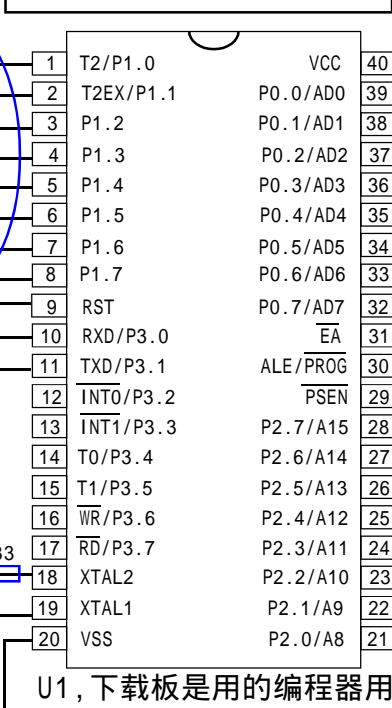 1 T2/P1.0 VCC 40
2 T2EX/P1.1 P0.0/AD0 39
3 P1.2 P0.1/AD1 38
4 P1.3 P0.2/AD2 37
5 P1.4 P0.3/AD3 36
6 P1.5 P0.4/AD4 35
7 P1.6 P0.5/AD5 34
8 P1.7 P0.6/AD6 33
9 RST P0.7/AD7 32
10 RXD/P3.0 EA 31
11 TXD/P3.1 ALE/PROG 30
12 INT0/P3.2 PSEN 29
13 INT1/P3.3 P2.7/A15 28
14 T0/P3.4 P2.6/A14 27
15 T1/P3.5 P2.5/A13 26
16 WR/P3.6 P2.4/A12 25
17 RD/P3.7 P2.3/A11 24
18 XTAL2 P2.2/A10 23
19 XTAL1 P2.1/A9 22
20 VSS P2.0/A8 21
U1,下载板是用的编程器用